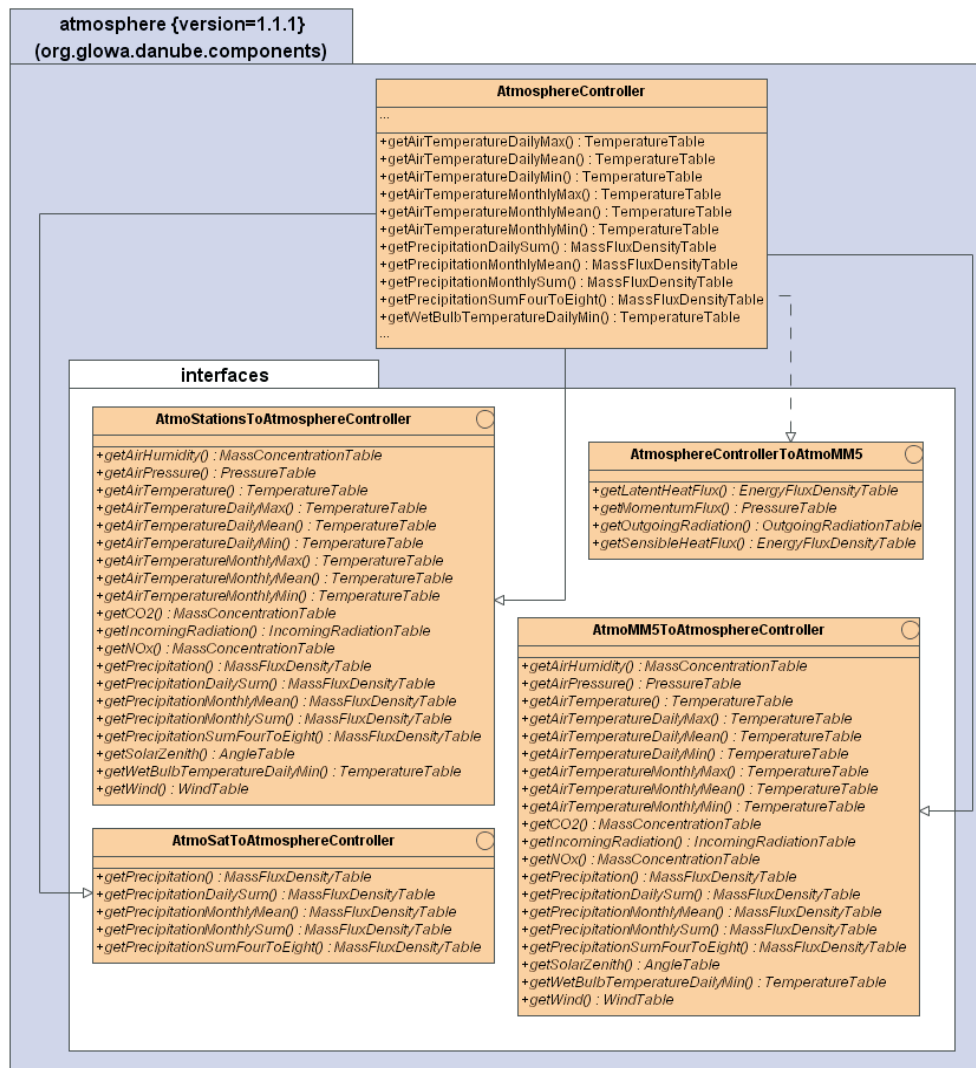 atmosphere {version=1.1.1}
(org.glowa.danube.components)
AtmosphereController
...
+getAirTemperatureDailyMax() : TemperatureTable
+getAirTemperatureDailyMean() : TemperatureTable
+getAirTemperatureDailyMin() : TemperatureTable
+getAirTemperatureMonthlyMax() : TemperatureTable
+getAirTemperatureMonthlyMean() : TemperatureTable
+getAirTemperatureMonthlyMin() : TemperatureTable
+getPrecipitationDailySum() : MassFluxDensityTable
+getPrecipitationMonthlyMean() : MassFluxDensityTable
+getPrecipitationMonthlySum() : MassFluxDensityTable
+getPrecipitationSumFourToEight() : MassFluxDensityTable
+getWetBulbTemperatureDailyMin() : TemperatureTable
...
interfaces
AtmoStationsToAtmosphereController
+getAirHumidity() : MassConcentrationTable
+getAirPressure() : PressureTable
+getAirTemperature() : TemperatureTable
+getAirTemperatureDailyMax() : TemperatureTable
+getAirTemperatureDailyMean() : TemperatureTable
+getAirTemperatureDailyMin() : TemperatureTable
+getAirTemperatureMonthlyMax() : TemperatureTable
+getAirTemperatureMonthlyMean() : TemperatureTable
+getAirTemperatureMonthlyMin() : TemperatureTable
+getCO2() : MassConcentrationTable
+getIncomingRadiation() : IncomingRadiationTable
+getNOx() : MassConcentrationTable
+getPrecipitation() : MassFluxDensityTable
+getPrecipitationDailySum() : MassFluxDensityTable
+getPrecipitationMonthlyMean() : MassFluxDensityTable
+getPrecipitationMonthlySum() : MassFluxDensityTable
+getPrecipitationSumFourToEight() : MassFluxDensityTable
+getSolarZenith() : AngleTable
+getWetBulbTemperatureDailyMin() : TemperatureTable
+getWind() : WindTable
AtmosphereControllerToAtmoMM5
+getLatentHeatFlux() : EnergyFluxDensityTable
+getMomentumFlux() : PressureTable
+getOutgoingRadiation() : OutgoingRadiationTable
+getSensibleHeatFlux() : EnergyFluxDensityTable
AtmoMM5ToAtmosphereController
+getAirHumidity() : MassConcentrationTable
+getAirPressure() : PressureTable
+getAirTemperature() : TemperatureTable
+getAirTemperatureDailyMax() : TemperatureTable
+getAirTemperatureDailyMean() : TemperatureTable
+getAirTemperatureDailyMin() : TemperatureTable
+getAirTemperatureMonthlyMax() : TemperatureTable
+getAirTemperatureMonthlyMean() : TemperatureTable
+getAirTemperatureMonthlyMin() : TemperatureTable
+getCO2() : MassConcentrationTable
+getIncomingRadiation() : IncomingRadiationTable
+getNOx() : MassConcentrationTable
+getPrecipitation() : MassFluxDensityTable
+getPrecipitationDailySum() : MassFluxDensityTable
+getPrecipitationMonthlyMean() : MassFluxDensityTable
+getPrecipitationMonthlySum() : MassFluxDensityTable
+getPrecipitationSumFourToEight() : MassFluxDensityTable
+getSolarZenith() : AngleTable
+getWetBulbTemperatureDailyMin() : TemperatureTable
+getWind() : WindTable
AtmoSatToAtmosphereController
+getPrecipitation() : MassFluxDensityTable
+getPrecipitationDailySum() : MassFluxDensityTable
+getPrecipitationMonthlyMean() : MassFluxDensityTable
+getPrecipitationMonthlySum() : MassFluxDensityTable
+getPrecipitationSumFourToEight() : MassFluxDensityTable